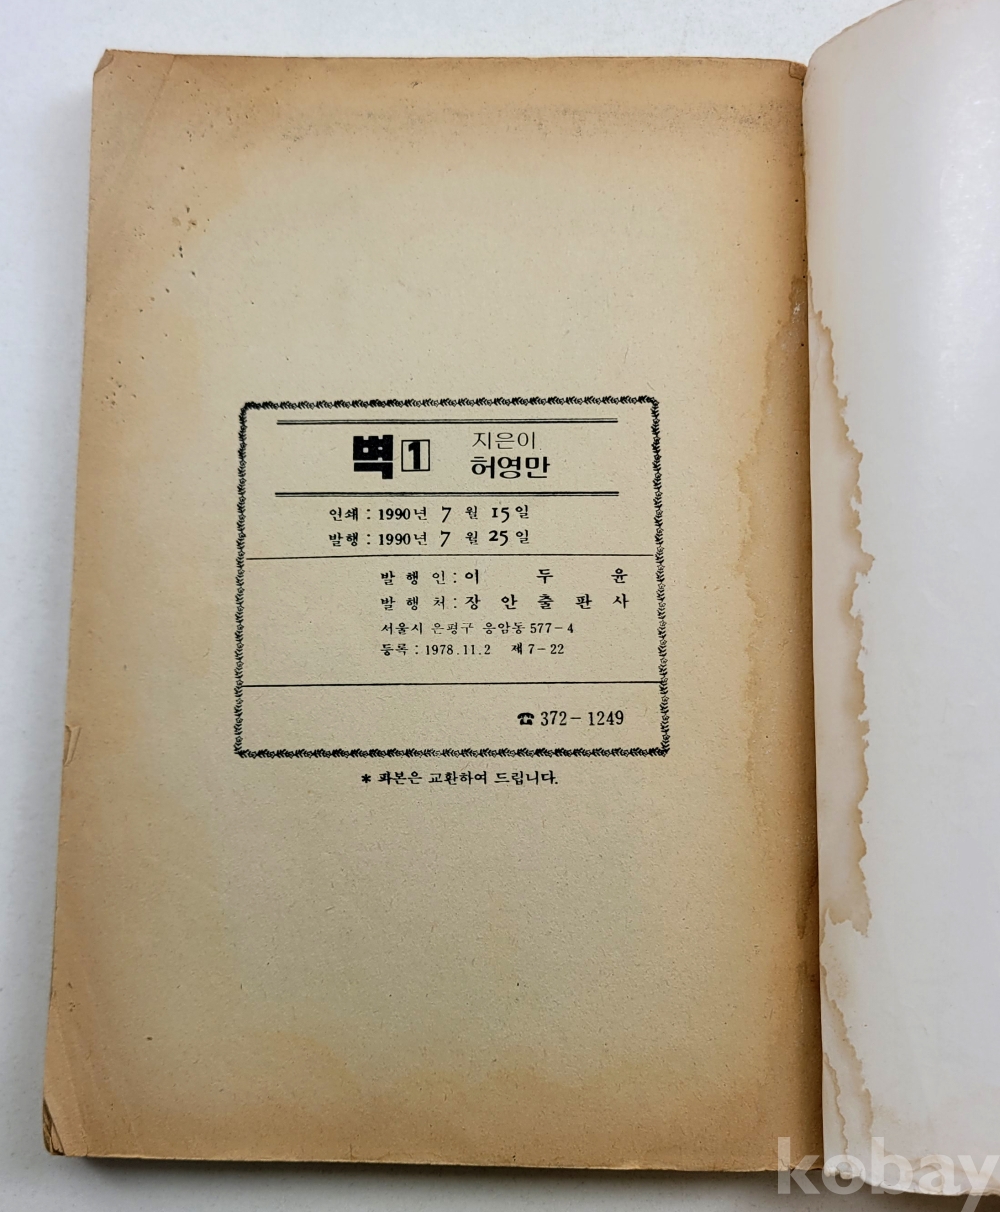 벽 1 지은이
허영만
인쇄 : 1990년 7 월 15일
발행 : 1990년 7 월 25일
발 행 인 : 이 두 윤
발 행 처 : 장 안 출 판 사
서울시 은평구 응암동 577-4
등록 : 1978.11.2 제7-22
☎ 372-1249
* 파본은 교환하여 드립니다.
kobay